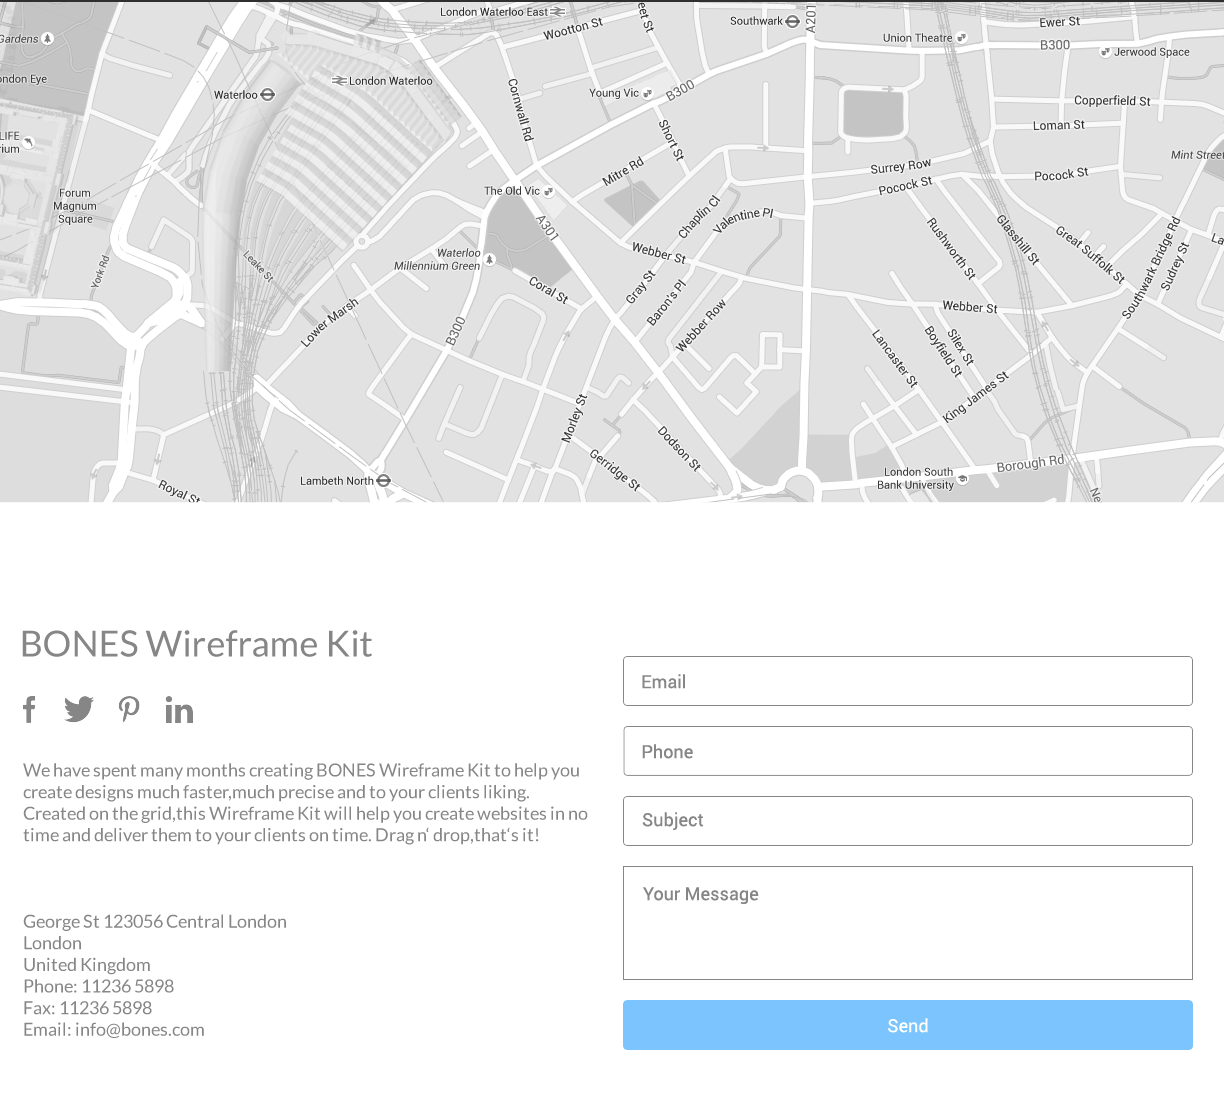 London Waterloo East
Wootton St
Southwark
A201
Ewer St
Union Theatre
B300
Jerwood Space
Gardens
London Waterloo
Waterloo
Cornwall Rd
Young Vic
B300
Copperfield St
Loman St
Short St
LIFE
Mint Street
Surrey Row
Mitre Rd
Pocock St
Pocock St
The Old Vic
Forum
Magnum
Square
A301
Chaplin Cl
Valentine Pl
Rushworth St
Glasshill St
Great Suffolk St
Southwark Bridge Rd
Sudrey St
Webber St
Waterloo
Millennium Green
York Rd
Leake St
Coral St
Gray St
Baron's Pl
Webber Row
Lower Marsh
B300
Webber St
Lancaster St
Boyfield St
Silex St
King James St
Morley St
Dodson St
Gerridge St
Borough Rd
London South
Bank University
Lambeth North
Royal St
BONES Wireframe Kit
We have spent many months creating BONES Wireframe Kit to help you
create designs much faster,much precise and to your clients liking.
Created on the grid,this Wireframe Kit will help you create websites in no
time and deliver them to your clients on time. Drag n‘ drop,that‘s it!
George St 123056 Central London
London
United Kingdom
Phone: 11236 5898
Fax: 11236 5898
Email: info@bones.com
Email
Phone
Subject
Your Message
Send